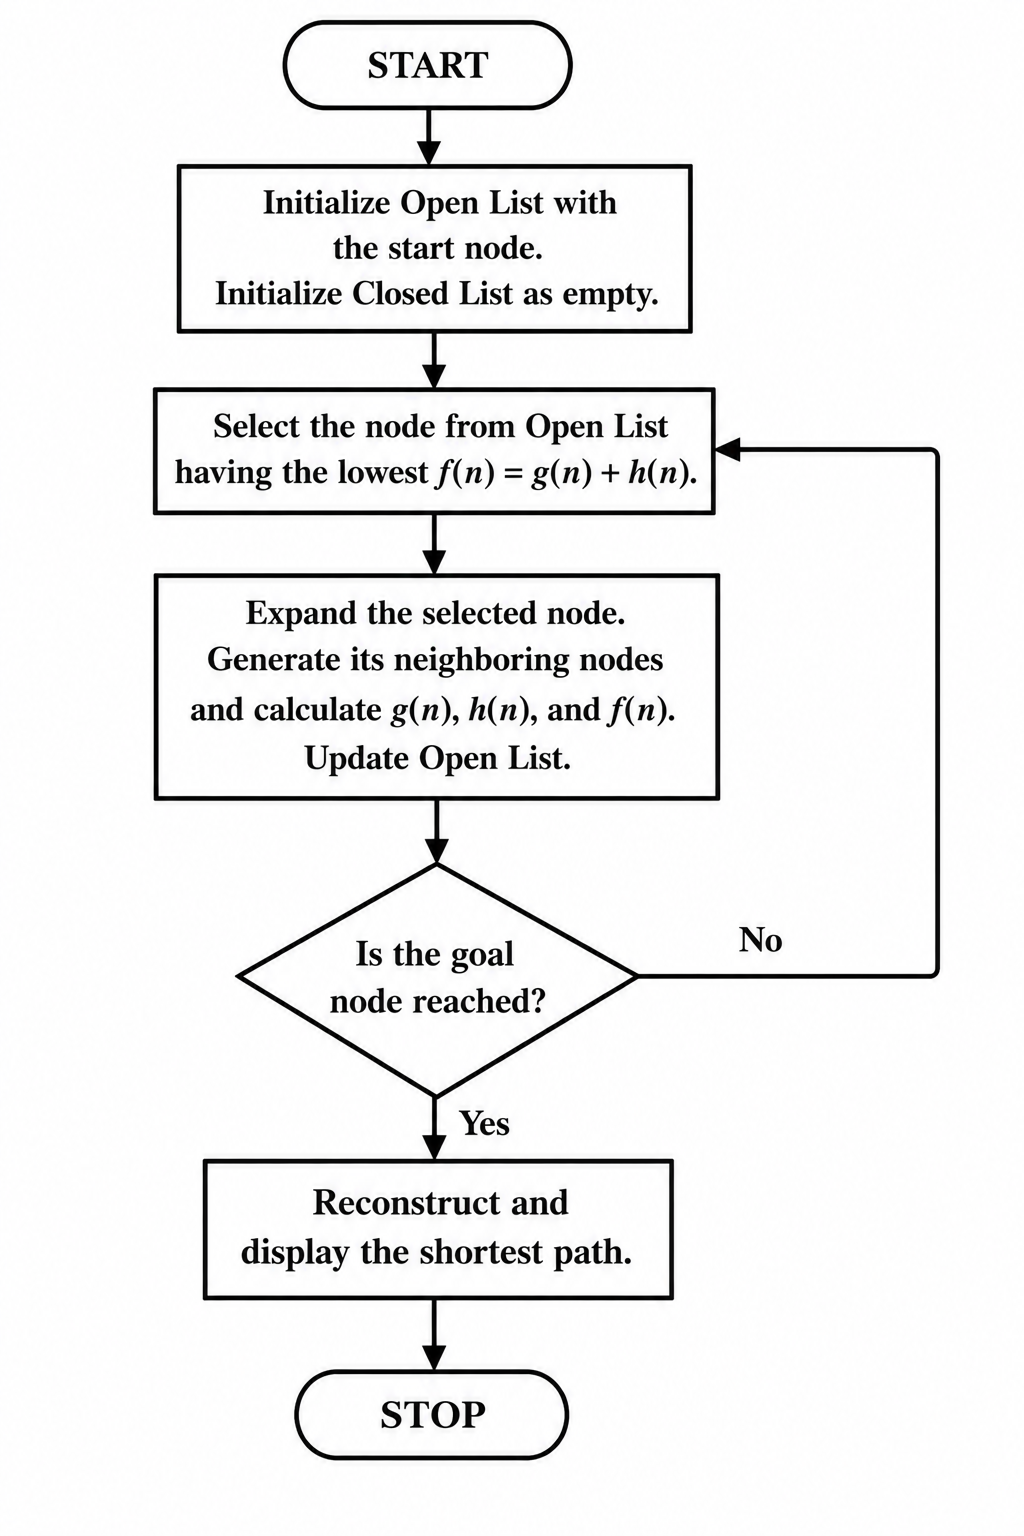 START
Initialize Open List with
the start node.
Initialize Closed List as empty.
Select the node from Open List
having the lowest f(n) = g(n) + h(n).
Expand the selected node.
Generate its neighboring nodes
and calculate g(n), h(n), and f(n).
Update Open List.
Is the goal
node reached?
No
Yes
Reconstruct and
display the shortest path.
STOP